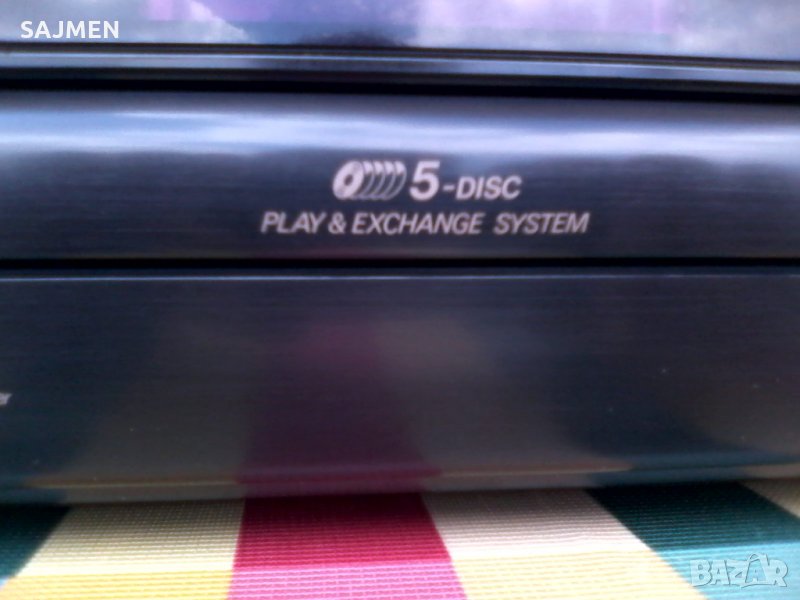 SAJMEN
5-DISC
PLAY & EXCHANGE SYSTEM
BAZAR